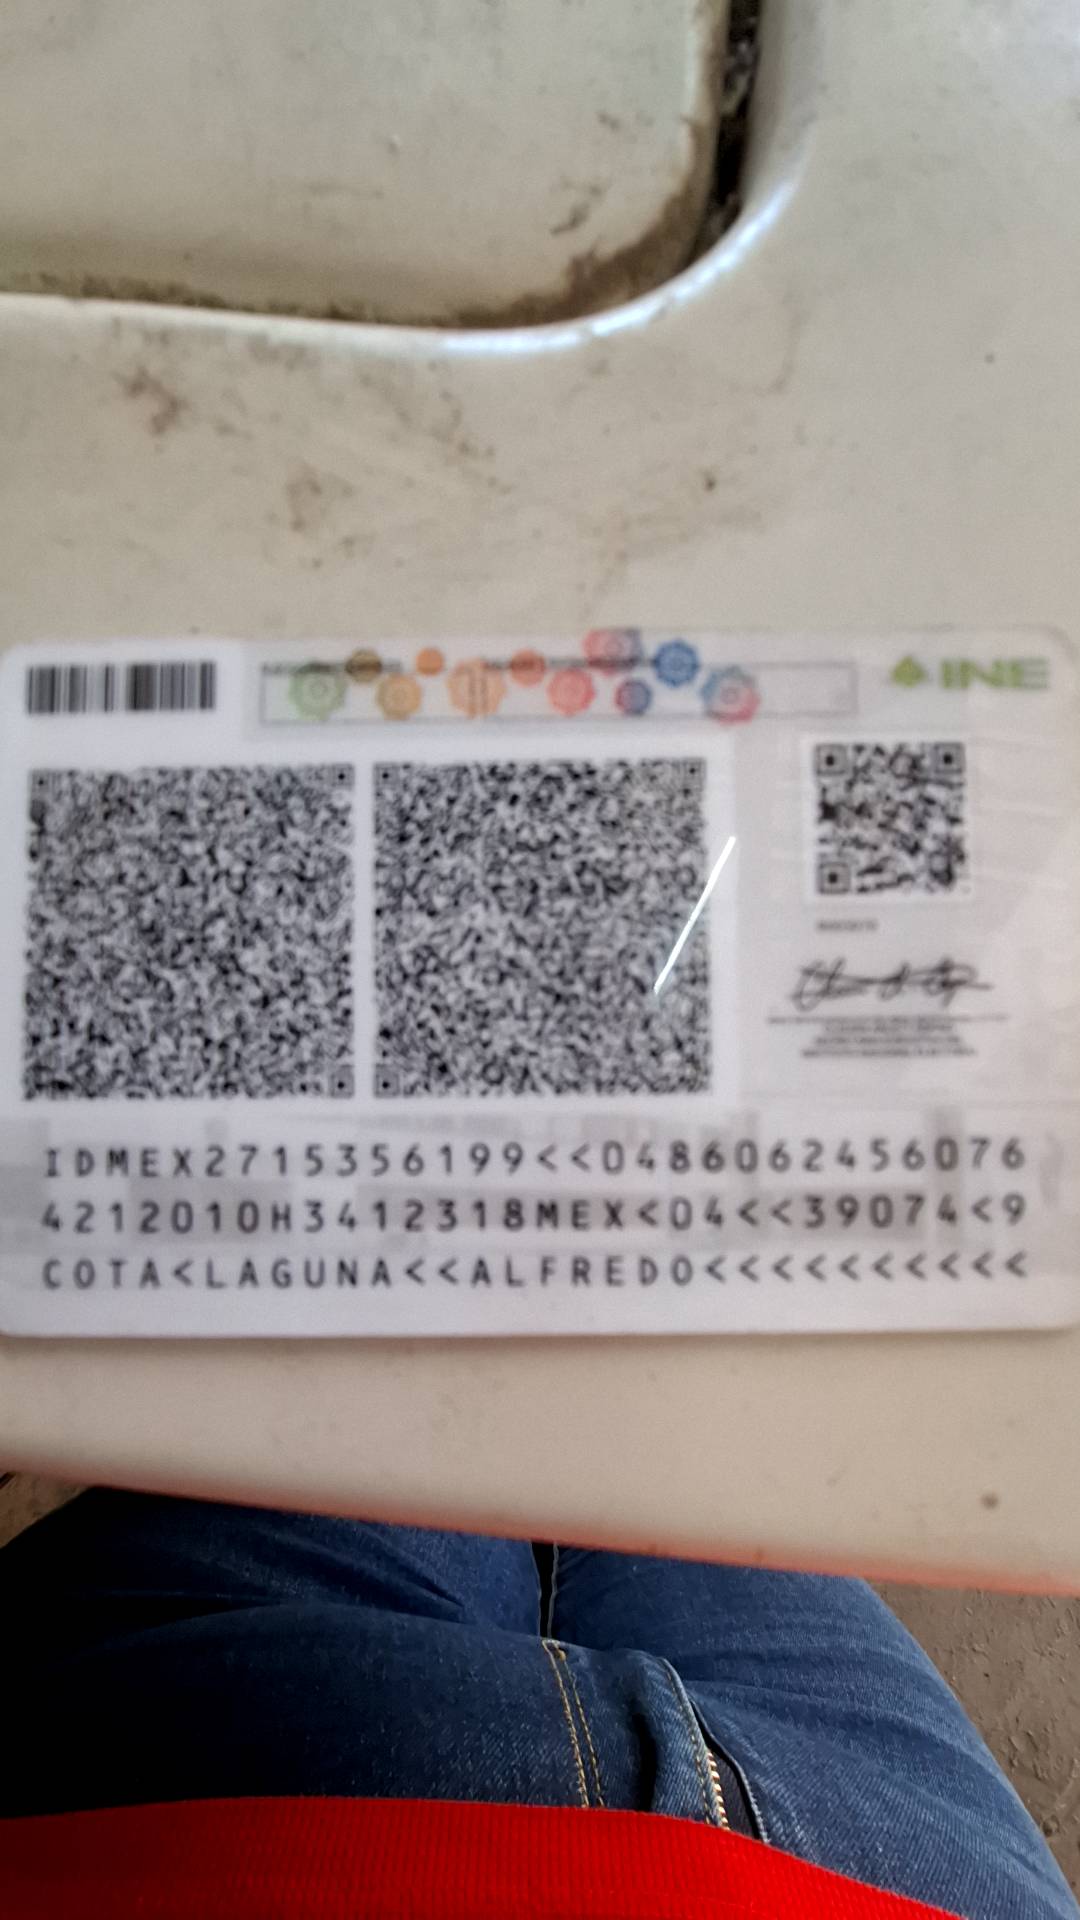 INE
IDMEX2715356199<<0486062456076
4212010H3412318MEX<04<<39074<9
COTA<LAGUNA<<ALFREDO<<<<<<<<<<